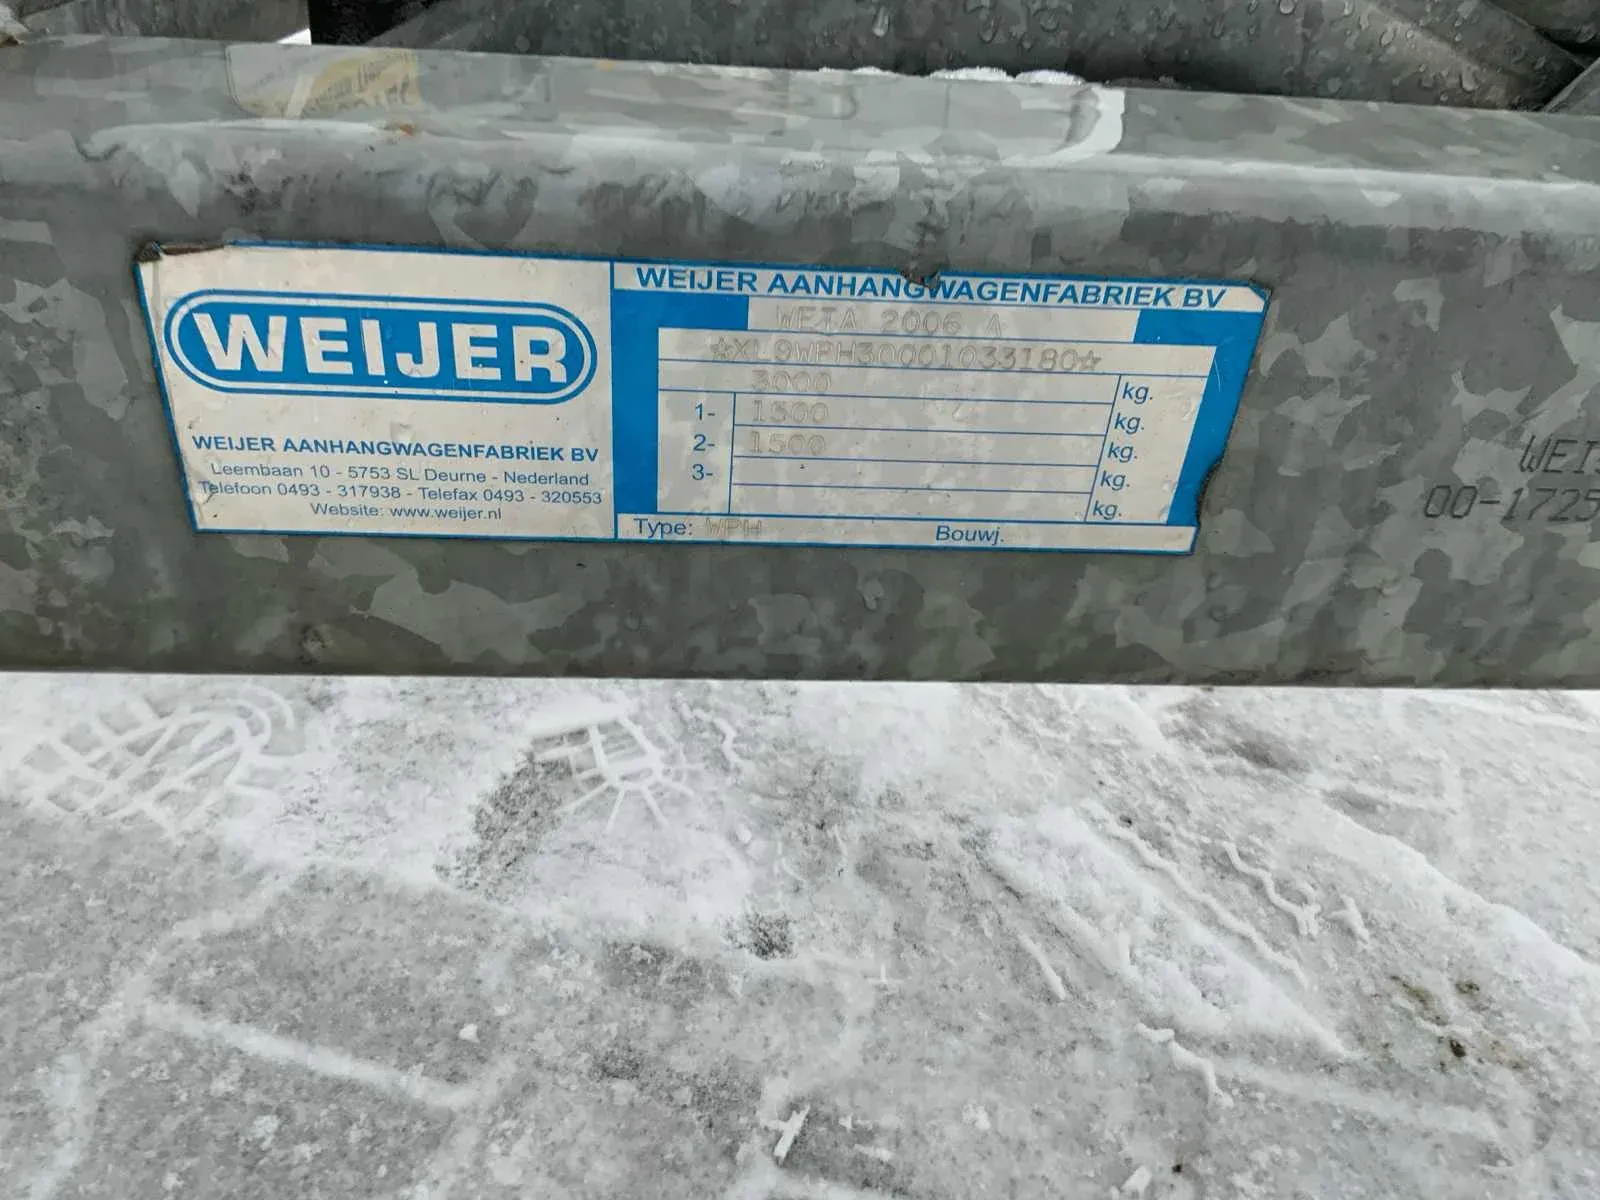 WEIJER
WEIJER AANHANGWAGENFABRIEK BV
Leembaan 10 - 5753 SL Deurne - Nederland
Telefoon 0493 - 317938 - Telefax 0493 - 320553
Website: www.weijer.nl
WEIJER AANHANGWAGENFABRIEK BV
WETA 2006 A
☆XL9WPH30001033180☆
3000 kg.
1- 1500 kg.
2- 1500 kg.
3- kg.
kg.
Type: WPH Bouwj.
WEI
00-1725